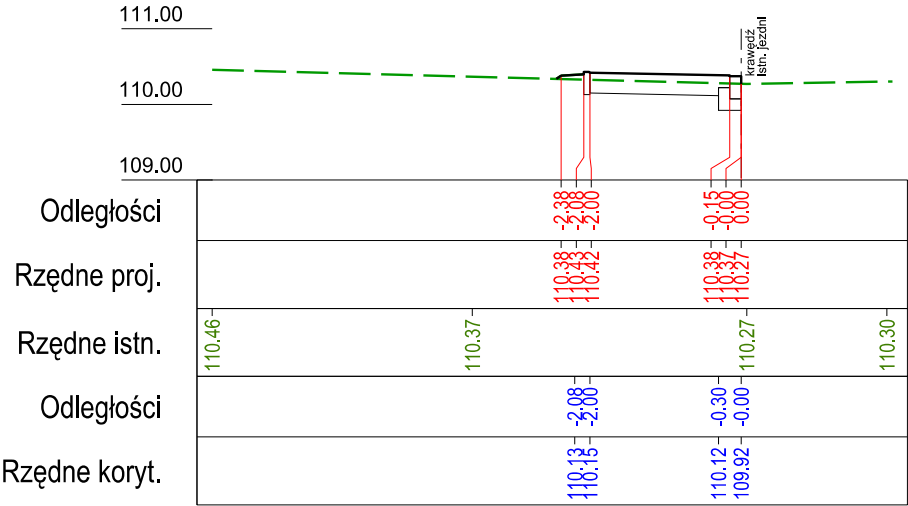 111.00
110.00
109.00
krawędź
istn. jezdni
Odległości
-2.38 -2.08 -2.00 -0.15 -0.00 0.00
Rzędne proj.
110.38 110.43 110.42 110.38 110.37 110.27
Rzędne istn.
110.46 110.37 110.27 110.30
Odległości
-2.08 -2.00 -0.30 -0.00
Rzędne koryt.
110.13 110.15 110.12 109.92